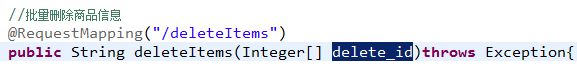 //批量删除商品信息
@RequestMapping("/deleteItems")
public String deleteItems(Integer[] delete_id)throws Exception{